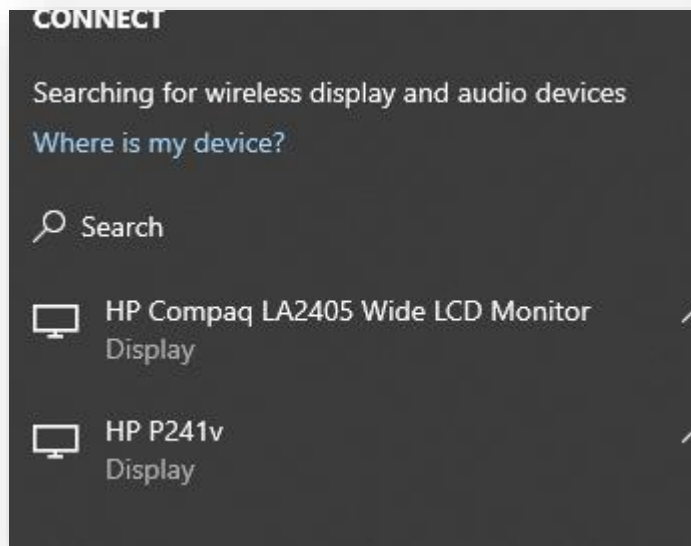 CONNECT
Searching for wireless display and audio devices
Where is my device?
Search
HP Compaq LA2405 Wide LCD Monitor
Display
HP P241v
Display